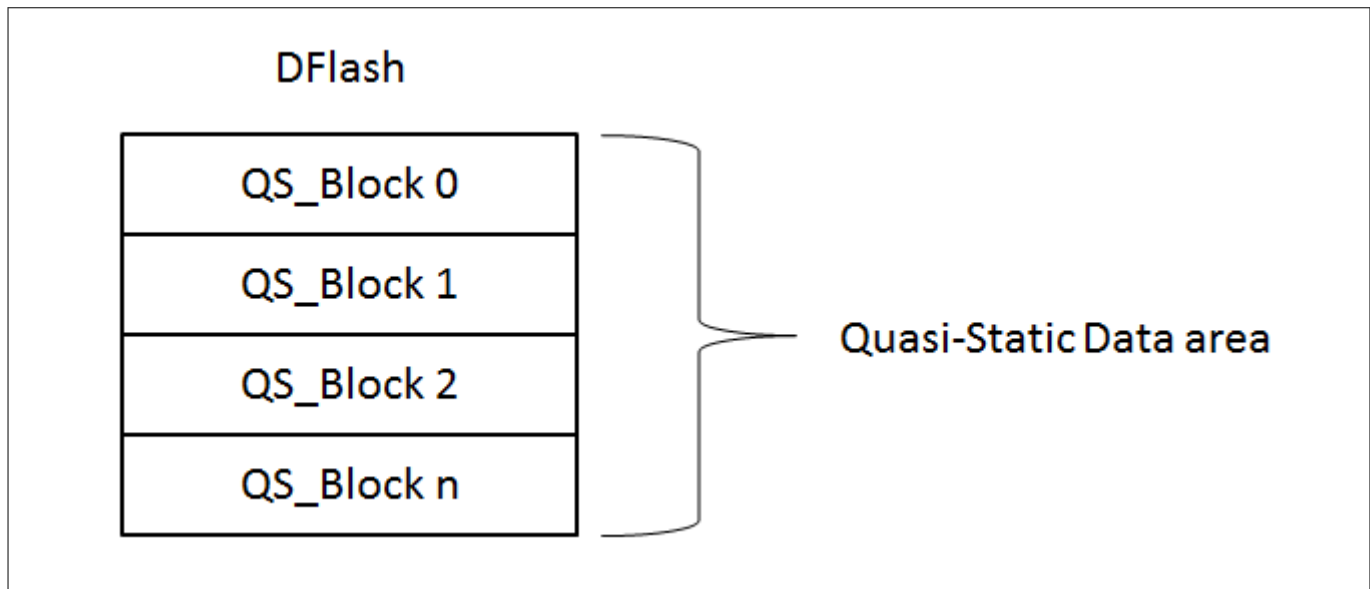 DFlash
QS_Block 0
QS_Block 1
QS_Block 2
QS_Block n
Quasi-Static Data area